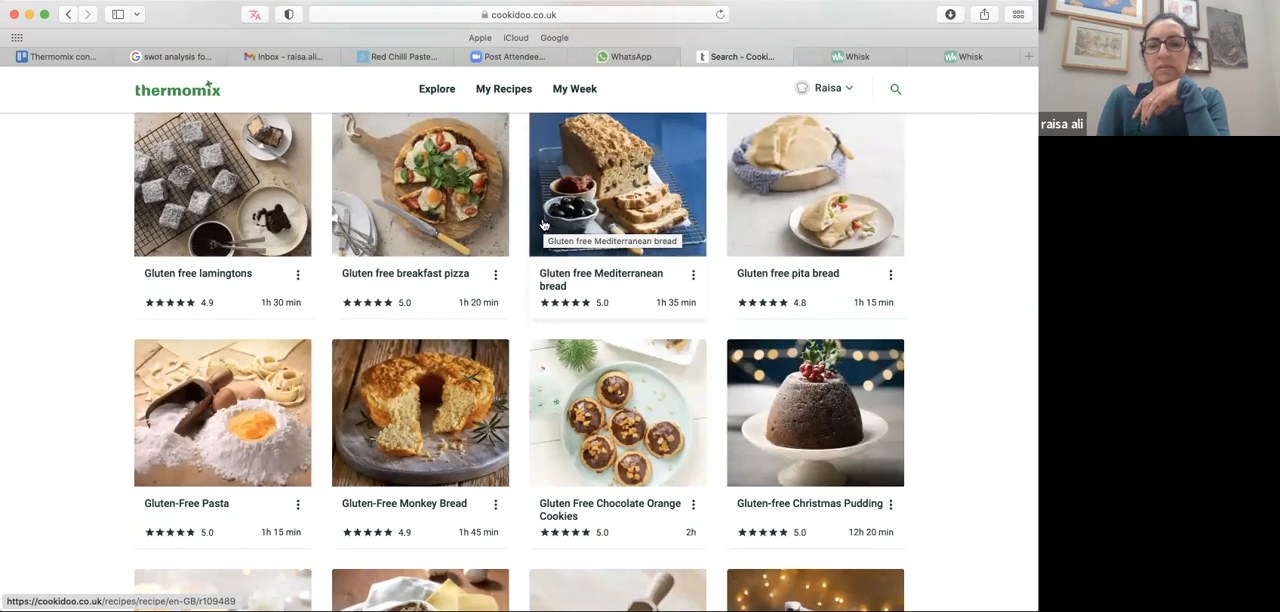 cookidoo.co.uk
Apple iCloud Google
Thermomix con... swot analysis fo... Inbox - raisa.ali... Red Chilli Paste... Post Attendee... WhatsApp Search - Cooki... Whisk Whisk
thermomix Explore My Recipes My Week Raisa
raisa ali
Gluten free Mediterranean bread
Gluten free lamingtons
4.9 1h 30 min
Gluten free breakfast pizza
5.0 1h 20 min
Gluten free Mediterranean
bread
5.0 1h 35 min
Gluten free pita bread
4.8 1h 15 min
Gluten-Free Pasta
5.0 1h 15 min
Gluten-Free Monkey Bread
4.9 1h 45 min
Gluten Free Chocolate Orange
Cookies
5.0 2h
Gluten-free Christmas Pudding
5.0 12h 20 min
https://cookidoo.co.uk/recipes/recipe/en-GB/r109489